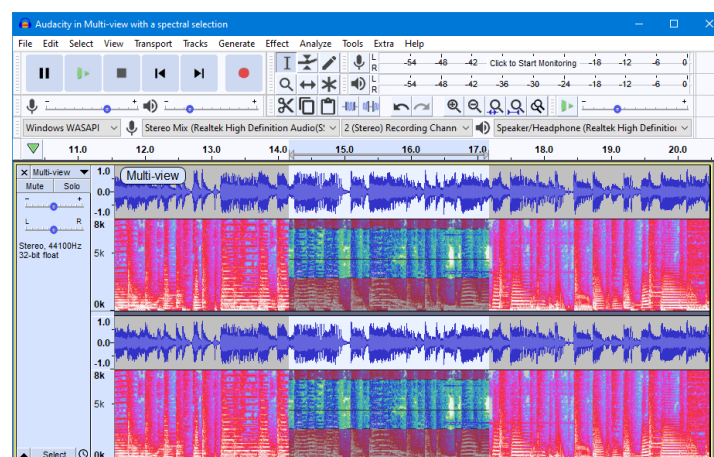 Audacity in Multi-view with a spectral selection
File Edit Select View Transport Tracks Generate Effect Analyze Tools Extra Help
L
R
-54 -48 -42 Click to Start Monitoring -18 -12 -6 0
L
R
-54 -48 -42 -36 -30 -24 -18 -12 -6 0
- + - +
- +
Windows WASAPI Stereo Mix (Realtek High Definition Audio(S: 2 (Stereo) Recording Chann Speaker/Headphone (Realtek High Definitio
11.0 12.0 13.0 14.0 15.0 16.0 17.0 18.0 19.0 20.0
Multi-view
Mute Solo
- +
L R
Stereo, 44100Hz
32-bit float
Select
1.0
0.0
-1.0
8k
5k
0k
Multi-view
1.0
0.0
-1.0
8k
5k
0k